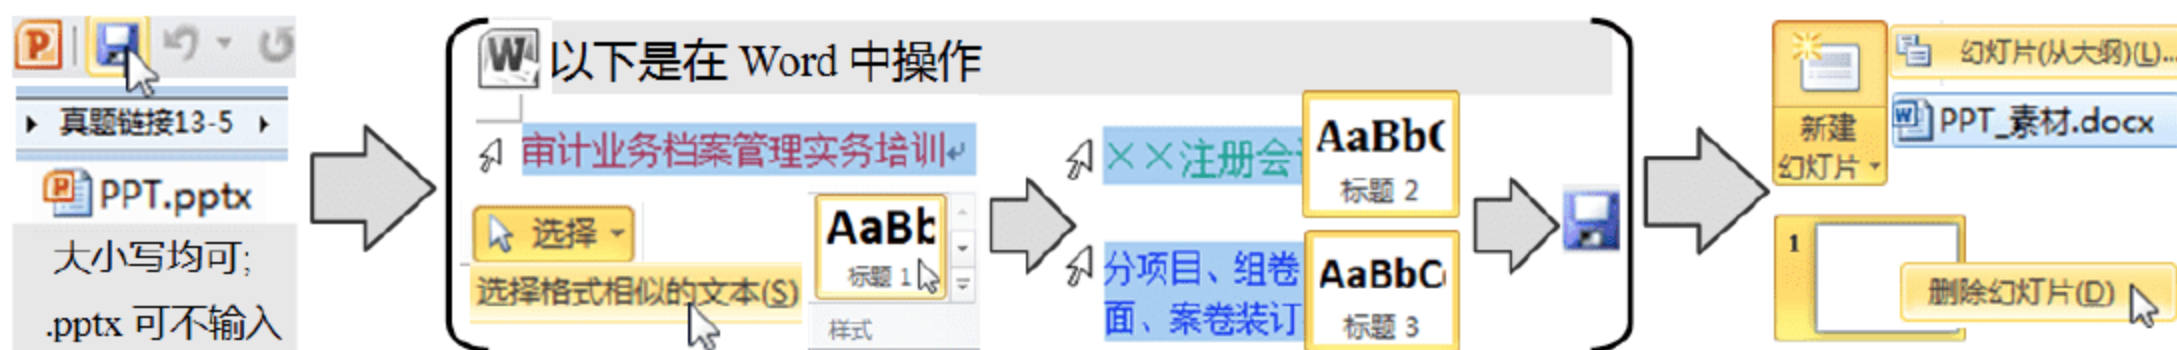 真题链接13-5
PPT.pptx
大小写均可;
.pptx 可不输入
以下是在 Word 中操作
审计业务档案管理实务培训
选择
选择格式相似的文本(S)
AaBb
标题 1
样式
××注册会
AaBbC
标题 2
分项目、组卷
面、案卷装订
AaBbC
标题 3
新建
幻灯片
幻灯片(从大纲)(L)...
PPT_素材.docx
1
删除幻灯片(D)